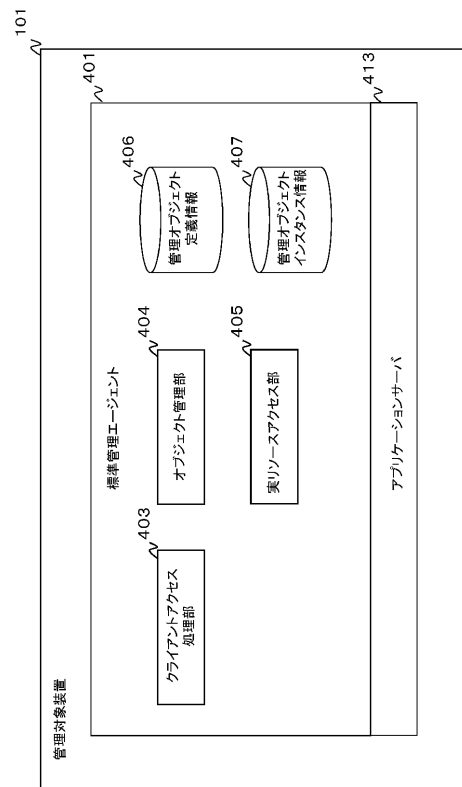 101
管理対象装置
401
標準管理エージェント
403
クライアントアクセス
処理部
404
オブジェクト管理部
406
管理オブジェクト
定義情報
405
実リソースアクセス部
407
管理オブジェクト
インスタンス情報
413
アプリケーションサーバ